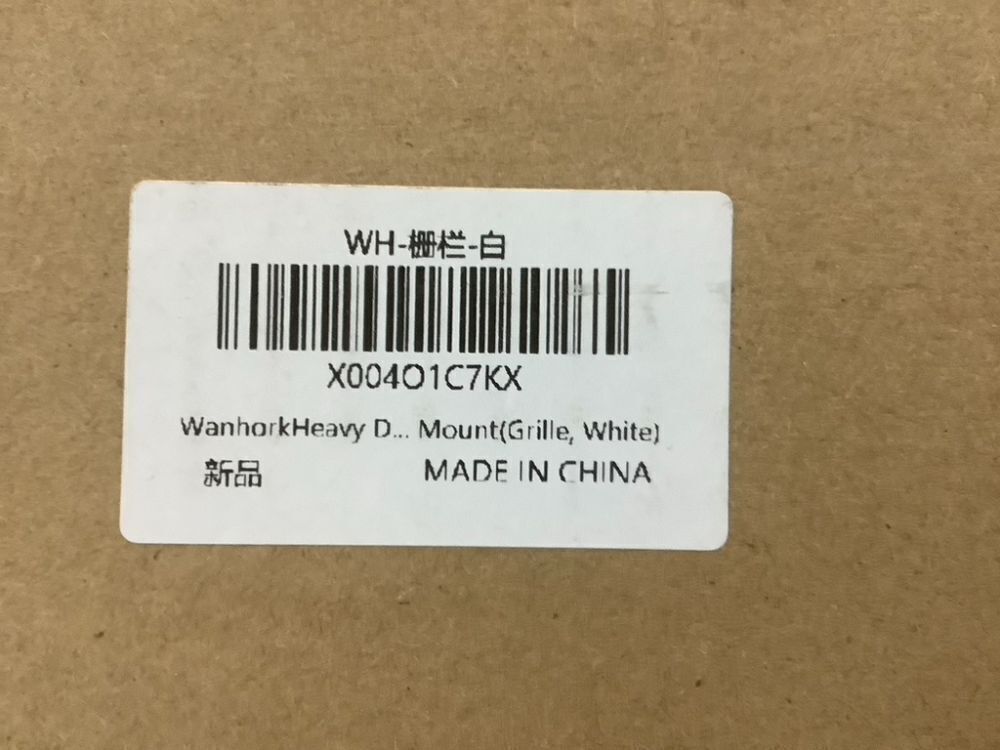 WH-栅栏-白
X004O1C7KX
WanhorkHeavy D... Mount(Grille, White)
新品 MADE IN CHINA